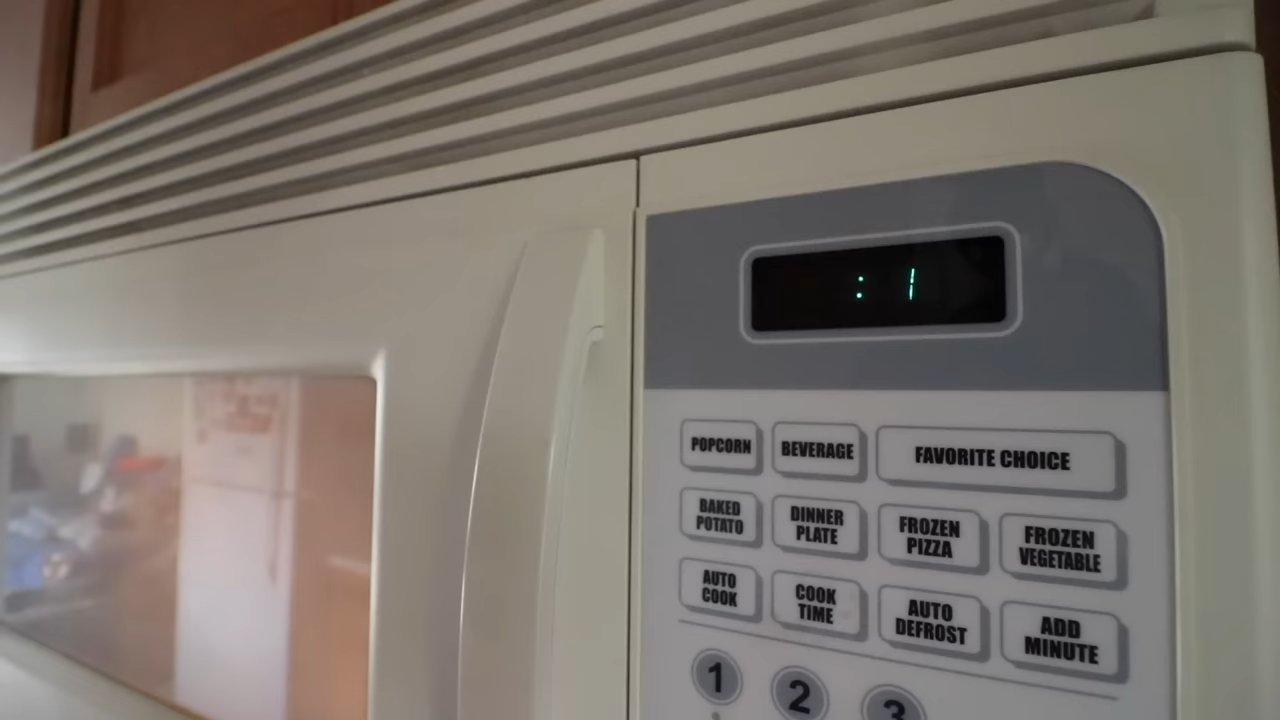 : 1
POPCORN
BEVERAGE
FAVORITE CHOICE
BAKED
POTATO
DINNER
PLATE
FROZEN
PIZZA
FROZEN
VEGETABLE
AUTO
COOK
COOK
TIME
AUTO
DEFROST
ADD
MINUTE
1
2
3